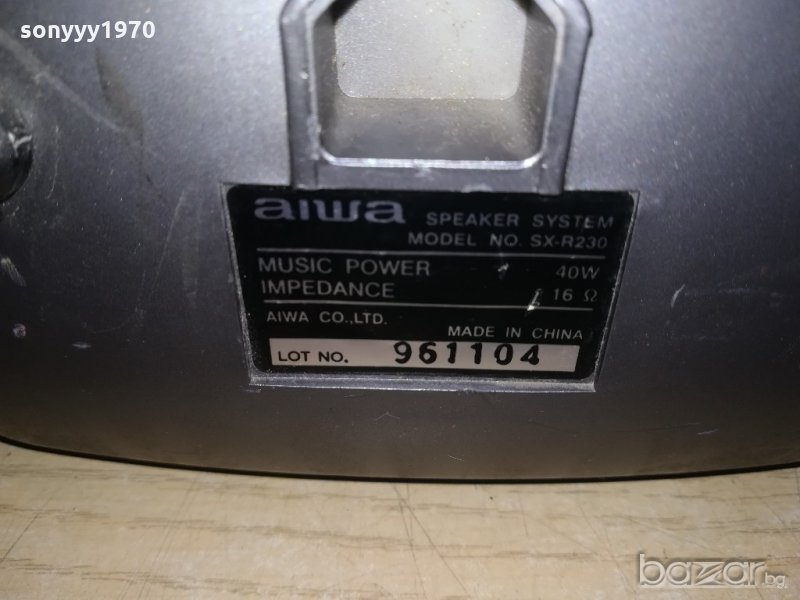 sonyyy1970
aiwa SPEAKER SYSTEM
MODEL NO. SX-R230
MUSIC POWER 40W
IMPEDANCE 16 Ω
AIWA CO.,LTD.
MADE IN CHINA
LOT NO. 961104
bazar.bg